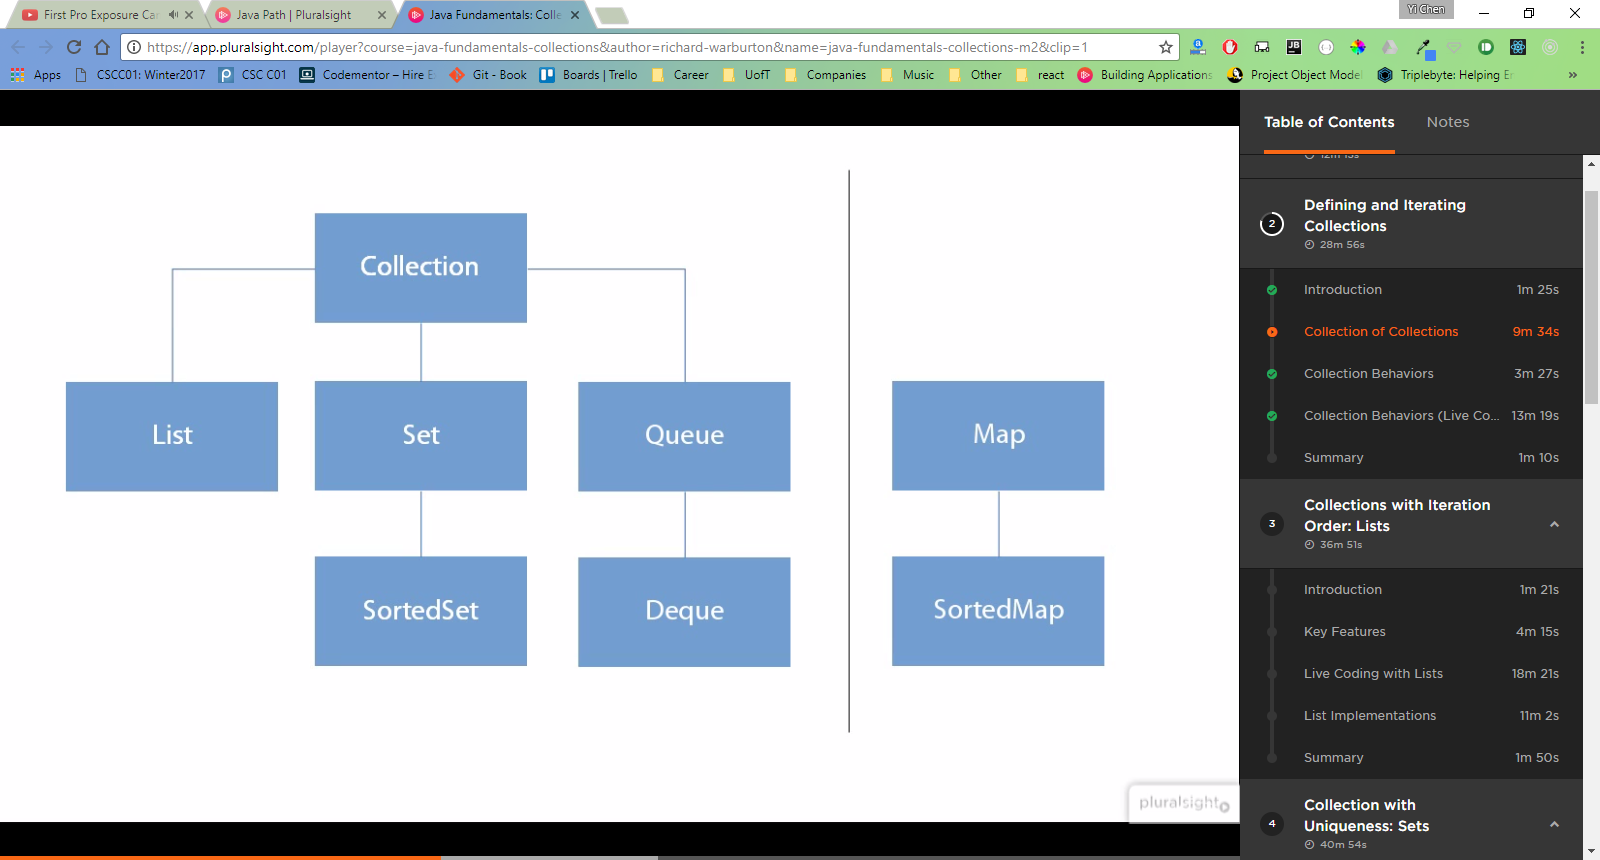 First Pro Exposure Ca
Java Path | Pluralsight
Java Fundamentals: Colle
Yi Chen
https://app.pluralsight.com/player?course=java-fundamentals-collections&author=richard-warburton&name=java-fundamentals-collections-m2&clip=1
Apps
CSCC01: Winter2017
CSC C01
Codementor – Hire E
Git - Book
Boards | Trello
Career
UofT
Companies
Music
Other
react
Building Applications
Project Object Model
Triplebyte: Helping E
»
Collection
List
Set
Queue
Map
SortedSet
Deque
SortedMap
pluralsight
Table of Contents
Notes
12m 13s
2
Defining and Iterating
Collections
28m 56s
Introduction 1m 25s
Collection of Collections 9m 34s
Collection Behaviors 3m 27s
Collection Behaviors (Live Co... 13m 19s
Summary 1m 10s
3
Collections with Iteration
Order: Lists
36m 51s
Introduction 1m 21s
Key Features 4m 15s
Live Coding with Lists 18m 21s
List Implementations 11m 2s
Summary 1m 50s
4
Collection with
Uniqueness: Sets
40m 54s